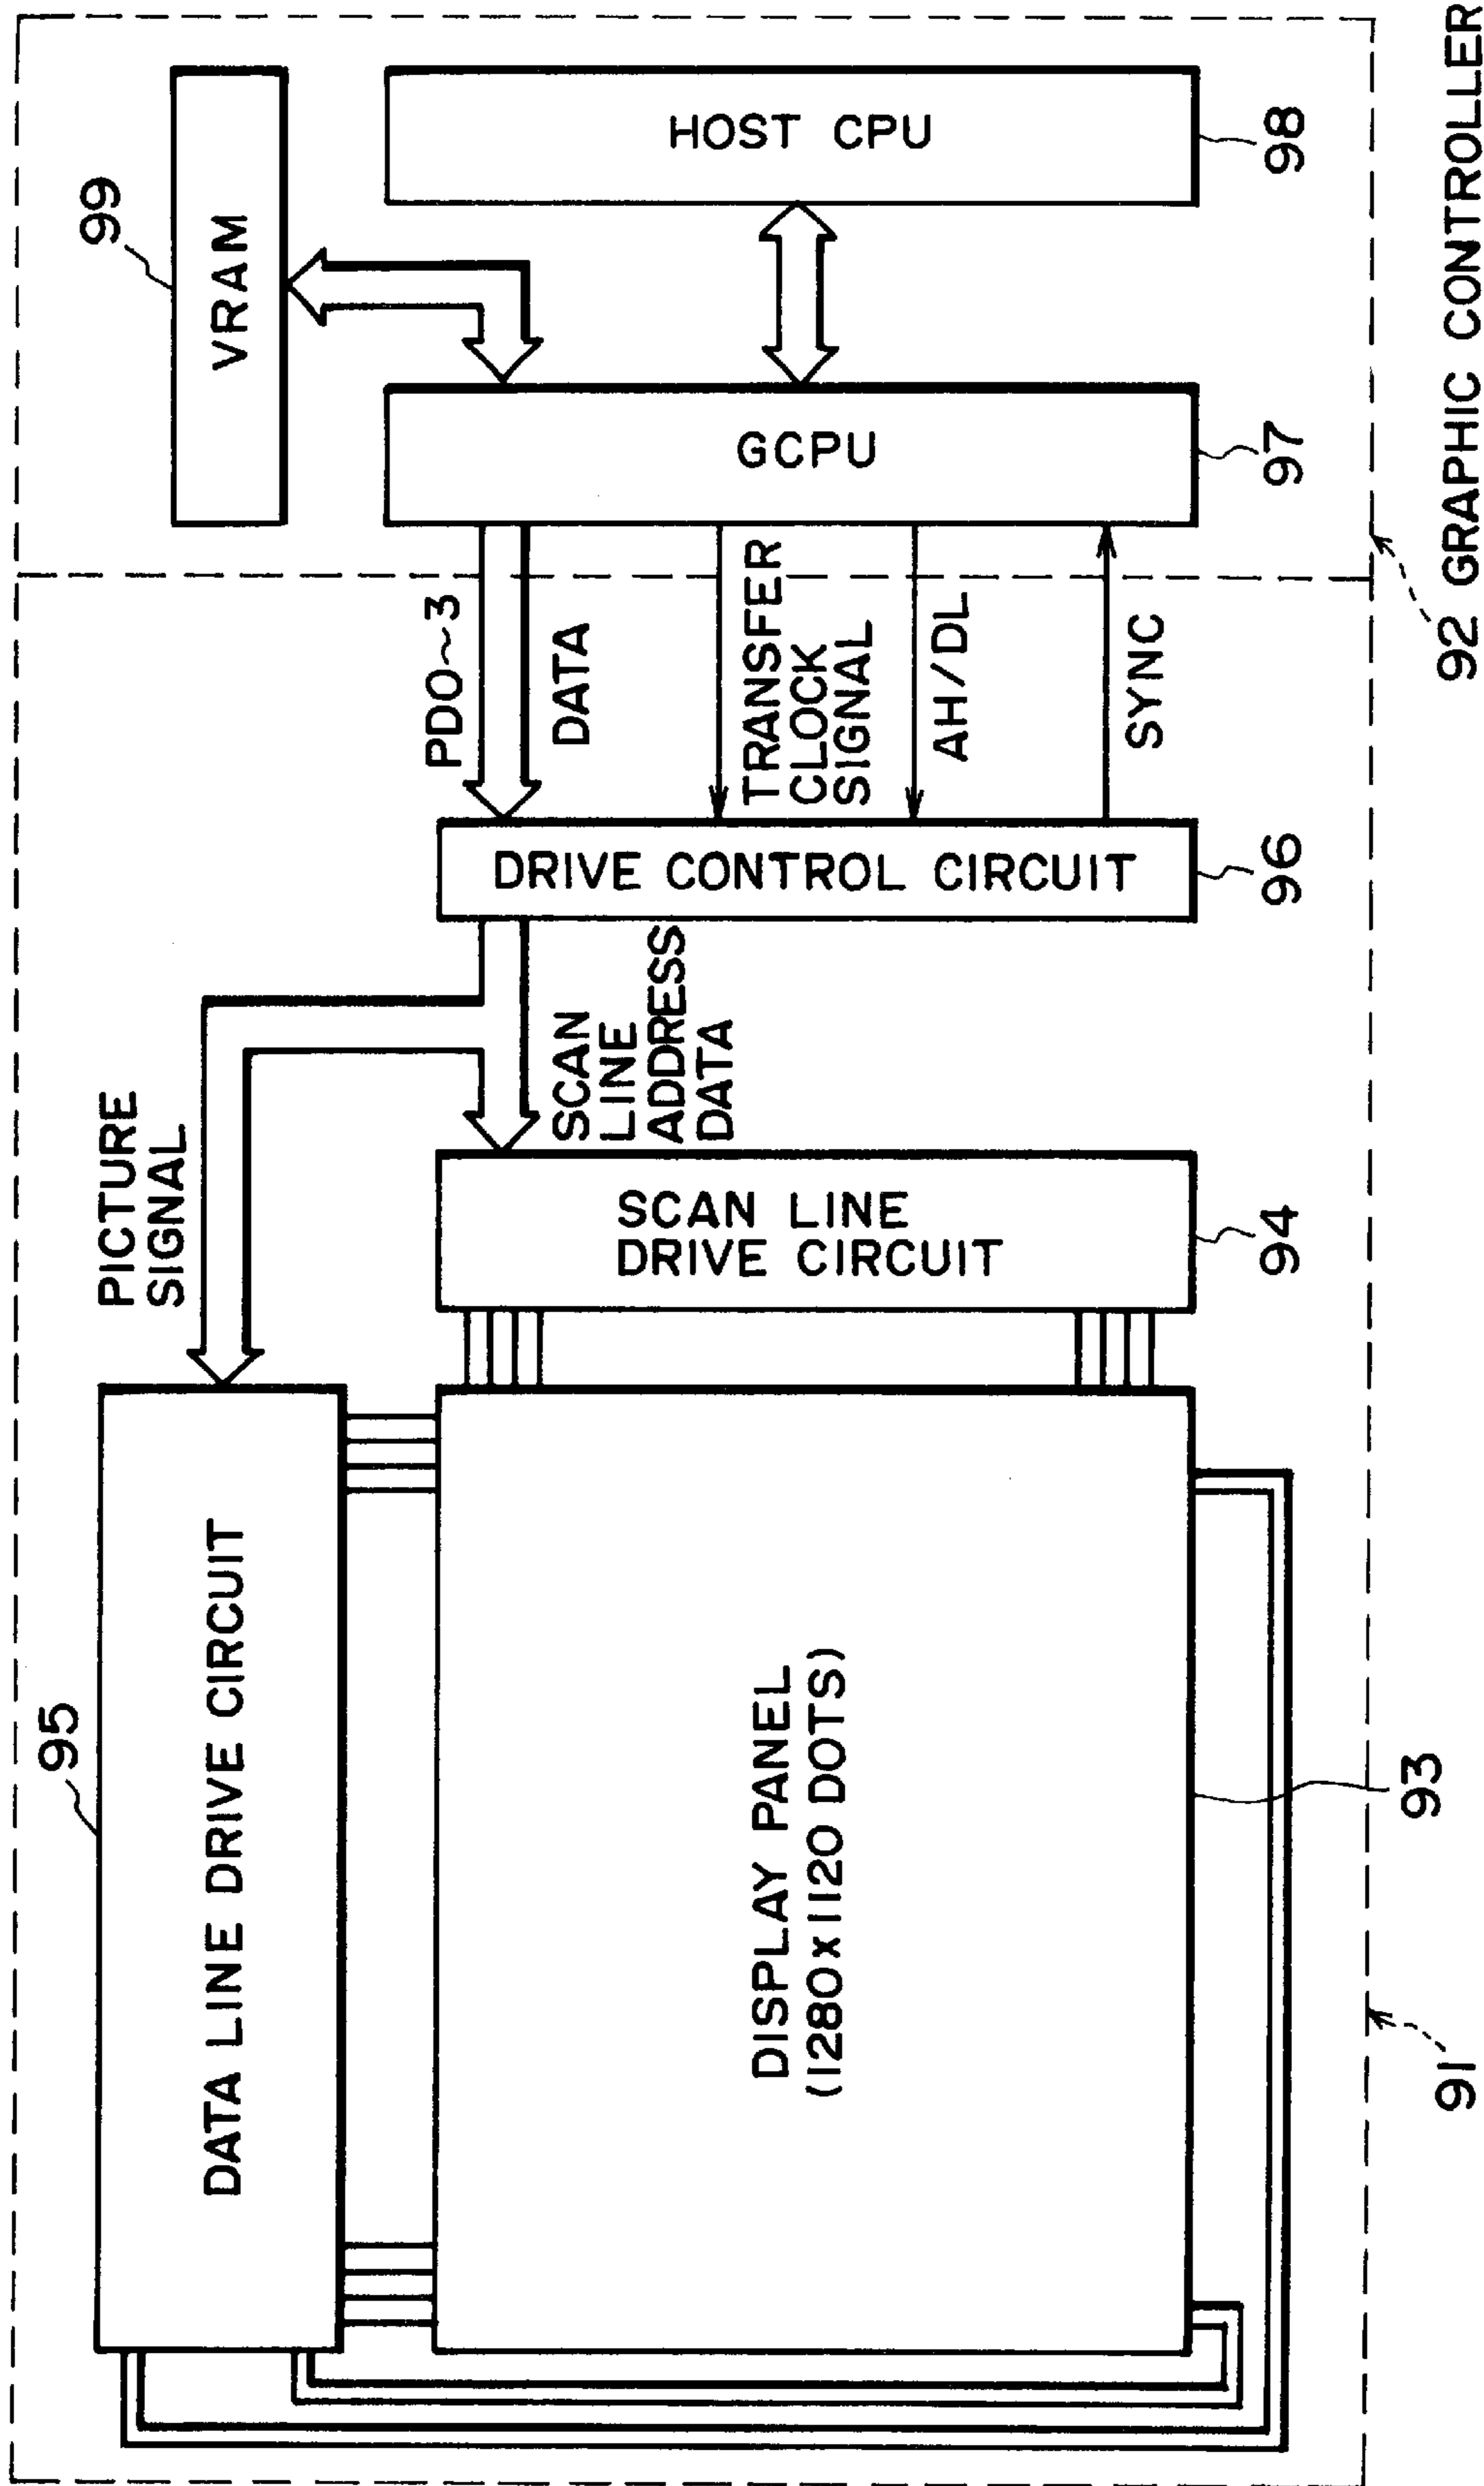 95
DATA LINE DRIVE CIRCUIT
PICTURE
SIGNAL
99
VRAM
DISPLAY PANEL
(1280×1120 DOTS)
SCAN LINE
DRIVE CIRCUIT
94
SCAN
LINE
ADDRESS
DATA
DRIVE CONTROL CIRCUIT
96
PD0~3
DATA
TRANSFER
CLOCK
SIGNAL
AH/DL
SYNC
GCPU
97
HOST CPU
98
93
91
92 GRAPHIC CONTROLLER